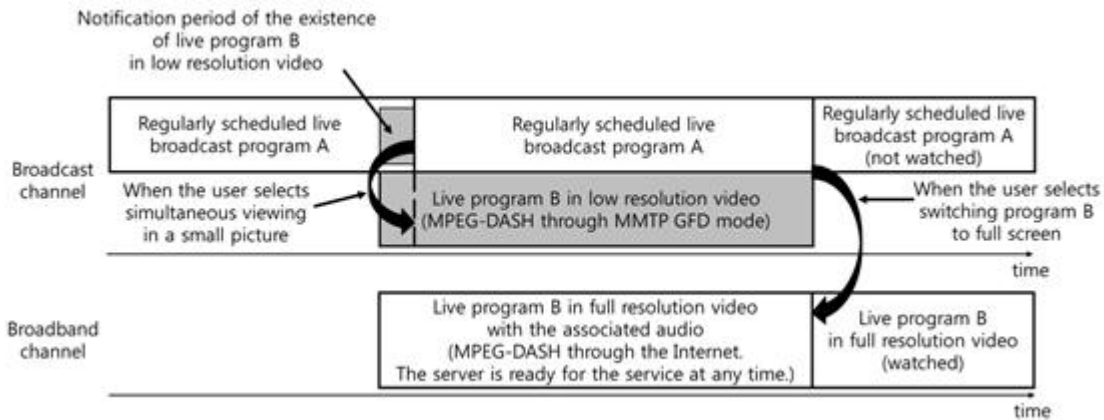 Notification period of the existence
of live program B
in low resolution video
Regularly scheduled live
broadcast program A
Regularly scheduled live
broadcast program A
Regularly scheduled live
broadcast program A
(not watched)
Broadcast
channel
When the user selects
simultaneous viewing
in a small picture
Live program B in low resolution video
(MPEG-DASH through MMTP GFD mode)
When the user selects
switching program B
to full screen
time
Broadband
channel
Live program B in full resolution video
with the associated audio
(MPEG-DASH through the Internet.
The server is ready for the service at any time.)
Live program B
in full resolution video
(watched)
time